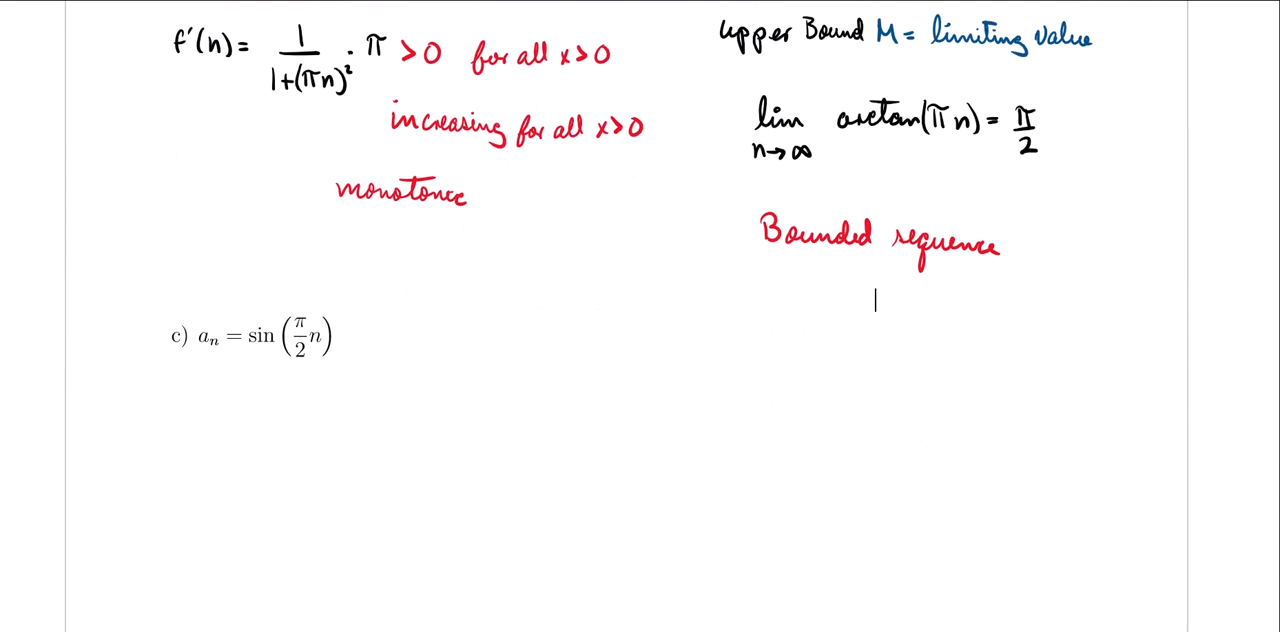 f'(n) = 1/(1+(πn)²) · π > 0 for all x>0
increasing for all x>0
monotone
Upper Bound M = limiting value
lim n→∞ arctan(πn) = π/2
Bounded sequence
c) aₙ = sin(π/2 n)